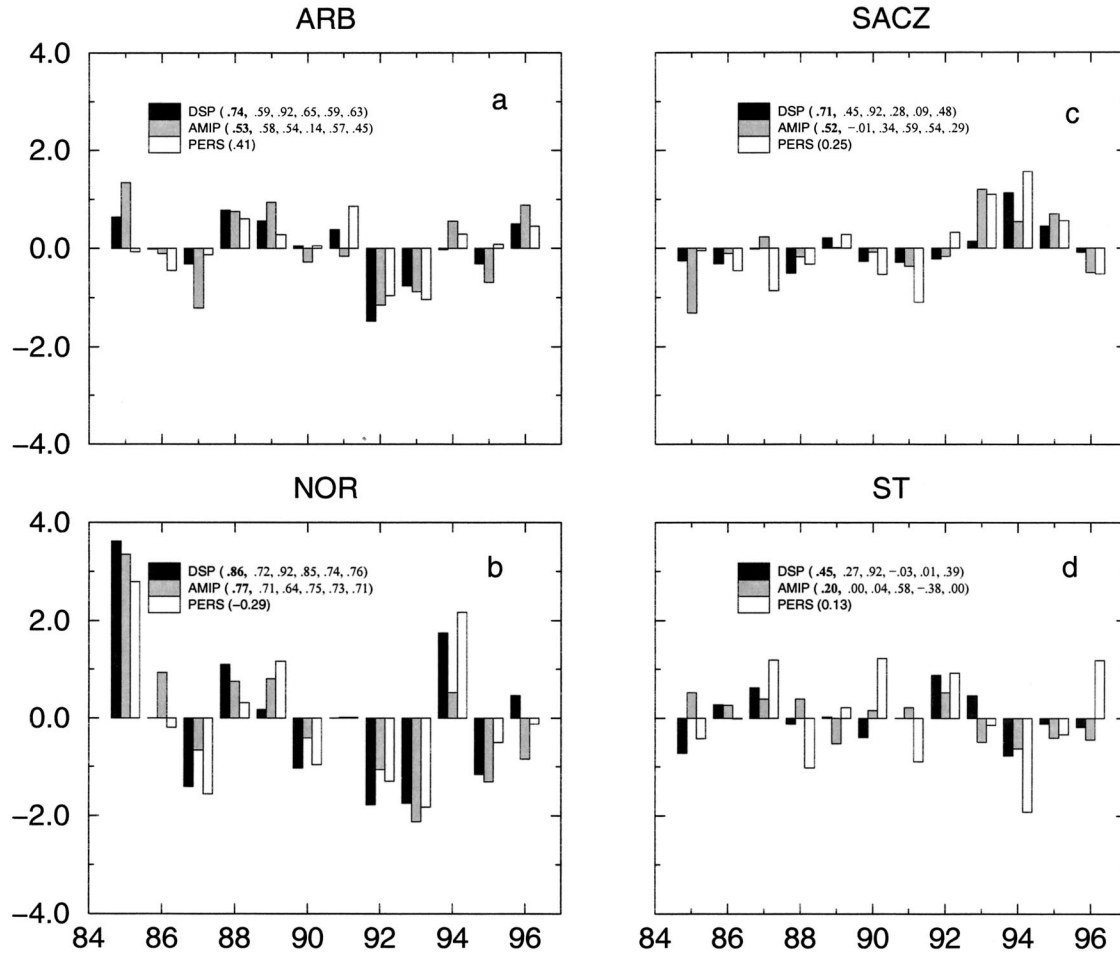 ARB
4.0
2.0
0.0
−2.0
−4.0
a
DSP (.74, .59, .92, .65, .59, .63)
AMIP (.53, .58, .54, .14, .57, .45)
PERS (.41)
SACZ
c
DSP (.71, .45, .92, .28, .09, .48)
AMIP (.52, −.01, .34, .59, .54, .29)
PERS (0.25)
NOR
4.0
2.0
0.0
−2.0
−4.0
b
DSP (.86, .72, .92, .85, .74, .76)
AMIP (.77, .71, .64, .75, .73, .71)
PERS (−0.29)
84 86 88 90 92 94 96
ST
d
DSP (.45, .27, .92, −.03, .01, .39)
AMIP (.20, .00, .04, .58, −.38, .00)
PERS (0.13)
84 86 88 90 92 94 96